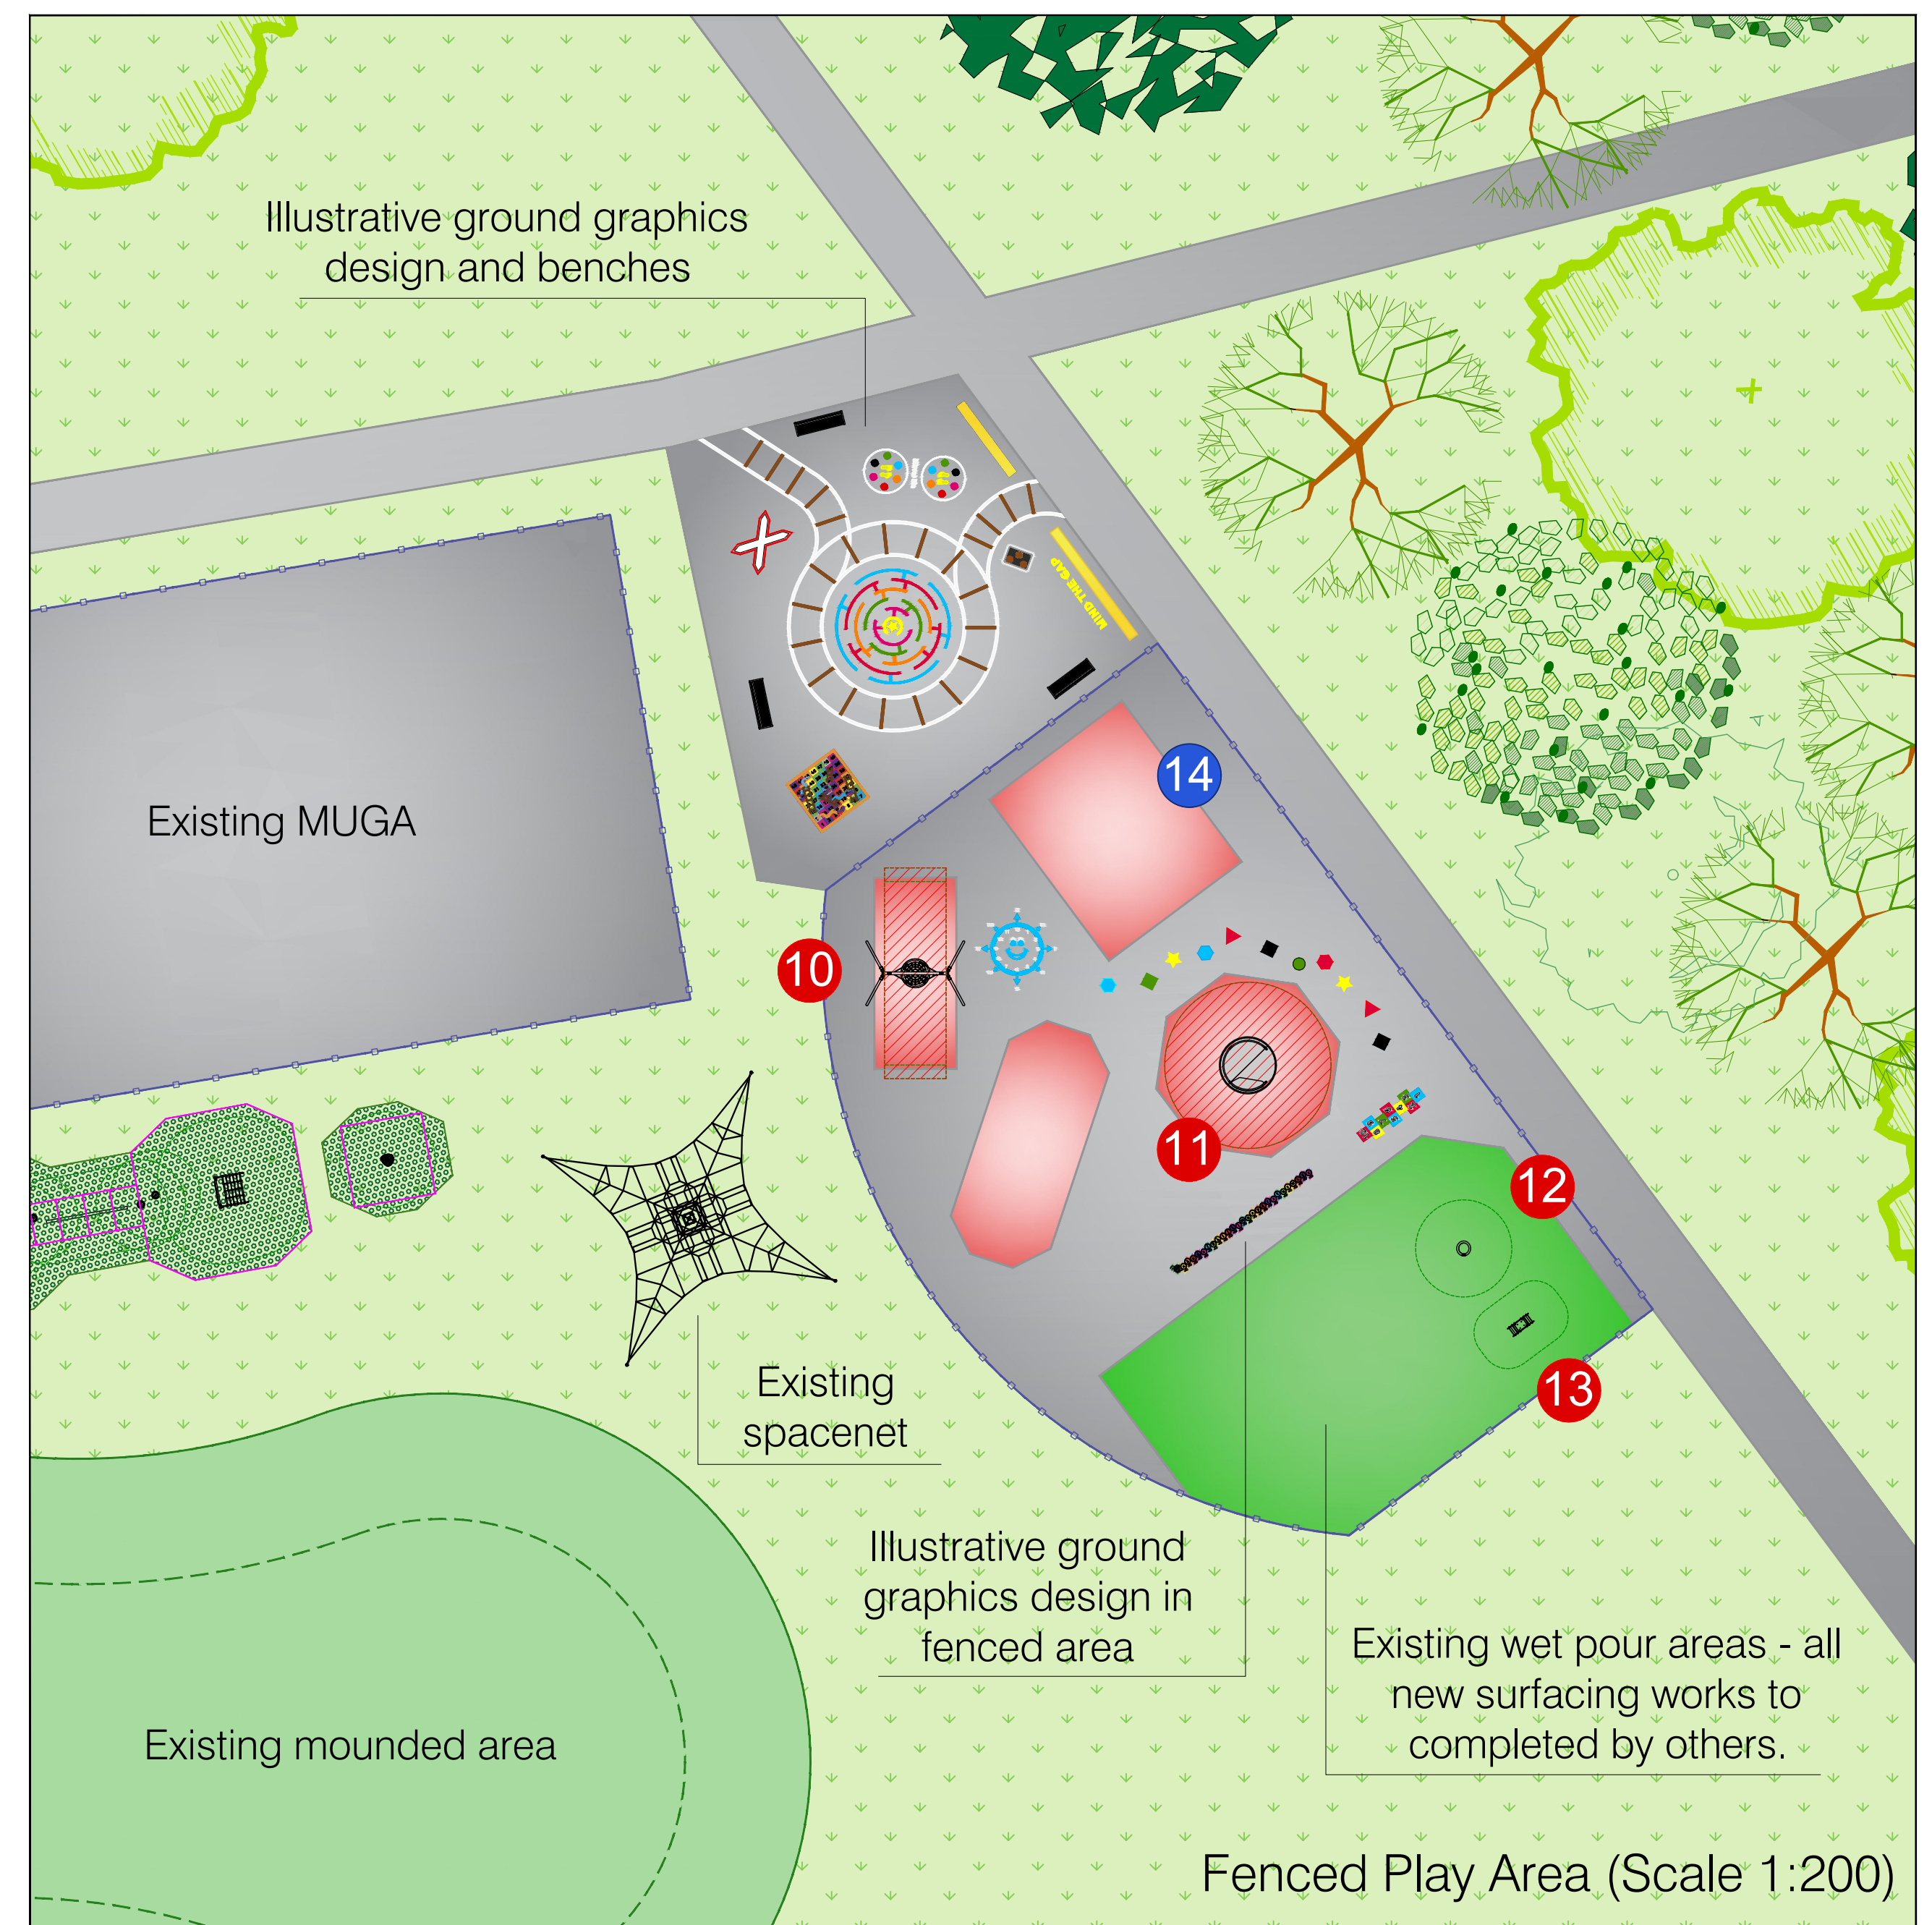 Illustrative ground graphics
design and benches
MIND THE GAP
Existing MUGA
14
10
11
12
13
Existing
spacenet
Illustrative ground
graphics design in
fenced area
Existing wet pour areas - all
new surfacing works to
completed by others.
Existing mounded area
Fenced Play Area (Scale 1:200)